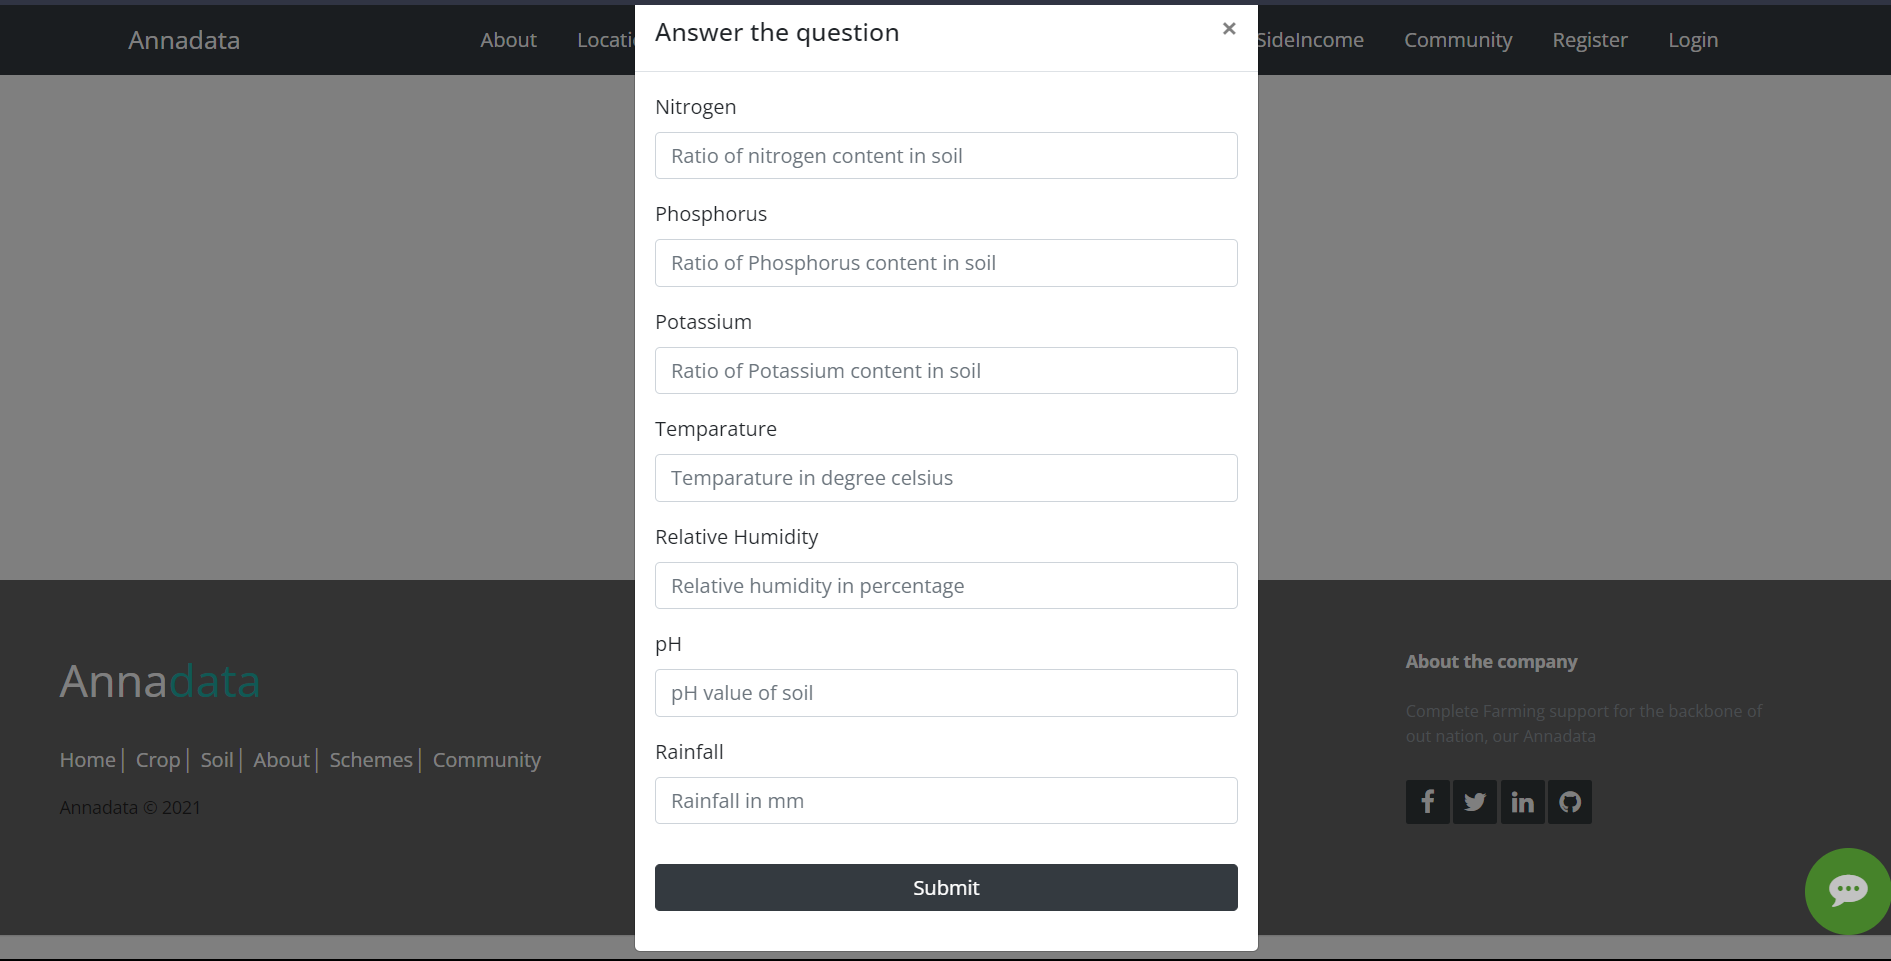 Annadata
About
Locati
SideIncome
Community
Register
Login
Answer the question
×
Nitrogen
Ratio of nitrogen content in soil
Phosphorus
Ratio of Phosphorus content in soil
Potassium
Ratio of Potassium content in soil
Temparature
Temparature in degree celsius
Relative Humidity
Relative humidity in percentage
pH
pH value of soil
Rainfall
Rainfall in mm
Submit
Annadata
Home| Crop| Soil| About| Schemes| Community
Annadata © 2021
About the company
Complete Farming support for the backbone of
out nation, our Annadata